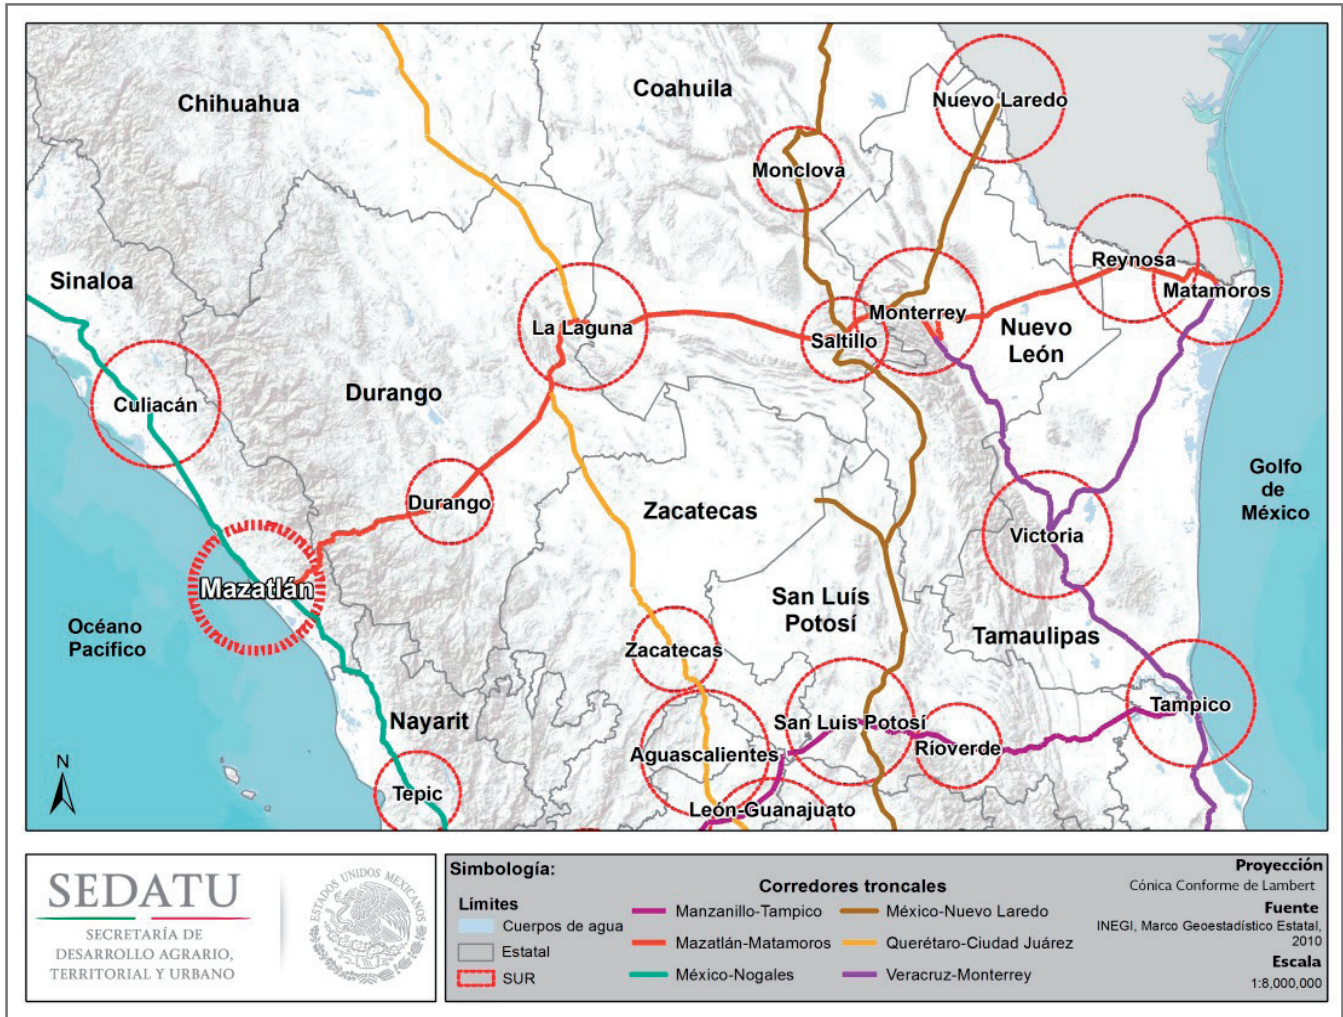 Chihuahua
Coahuila
Nuevo Laredo
Monclova
Sinaloa
Reynosa
Matamoros
La Laguna
Monterrey
Saltillo
Nuevo
León
Durango
Culiacán
Golfo
de
México
Durango
Zacatecas
Victoria
Mazatlán
San Luís
Potosí
Océano
Pacífico
Tamaulipas
Zacatecas
Tampico
Nayarit
San Luis Potosí
Rioverde
Aguascalientes
N
Tepic
León-Guanajuato
SEDATU
SECRETARÍA DE
DESARROLLO AGRARIO,
TERRITORIAL Y URBANO
ESTADOS UNIDOS MEXICANOS
Simbología:
Límites
Cuerpos de agua
Estatal
SUR
Corredores troncales
Manzanillo-Tampico
Mazatlán-Matamoros
México-Nogales
México-Nuevo Laredo
Querétaro-Ciudad Juárez
Veracruz-Monterrey
Proyección
Cónica Conforme de Lambert
Fuente
INEGI, Marco Geoestadístico Estatal,
2010
Escala
1:8,000,000